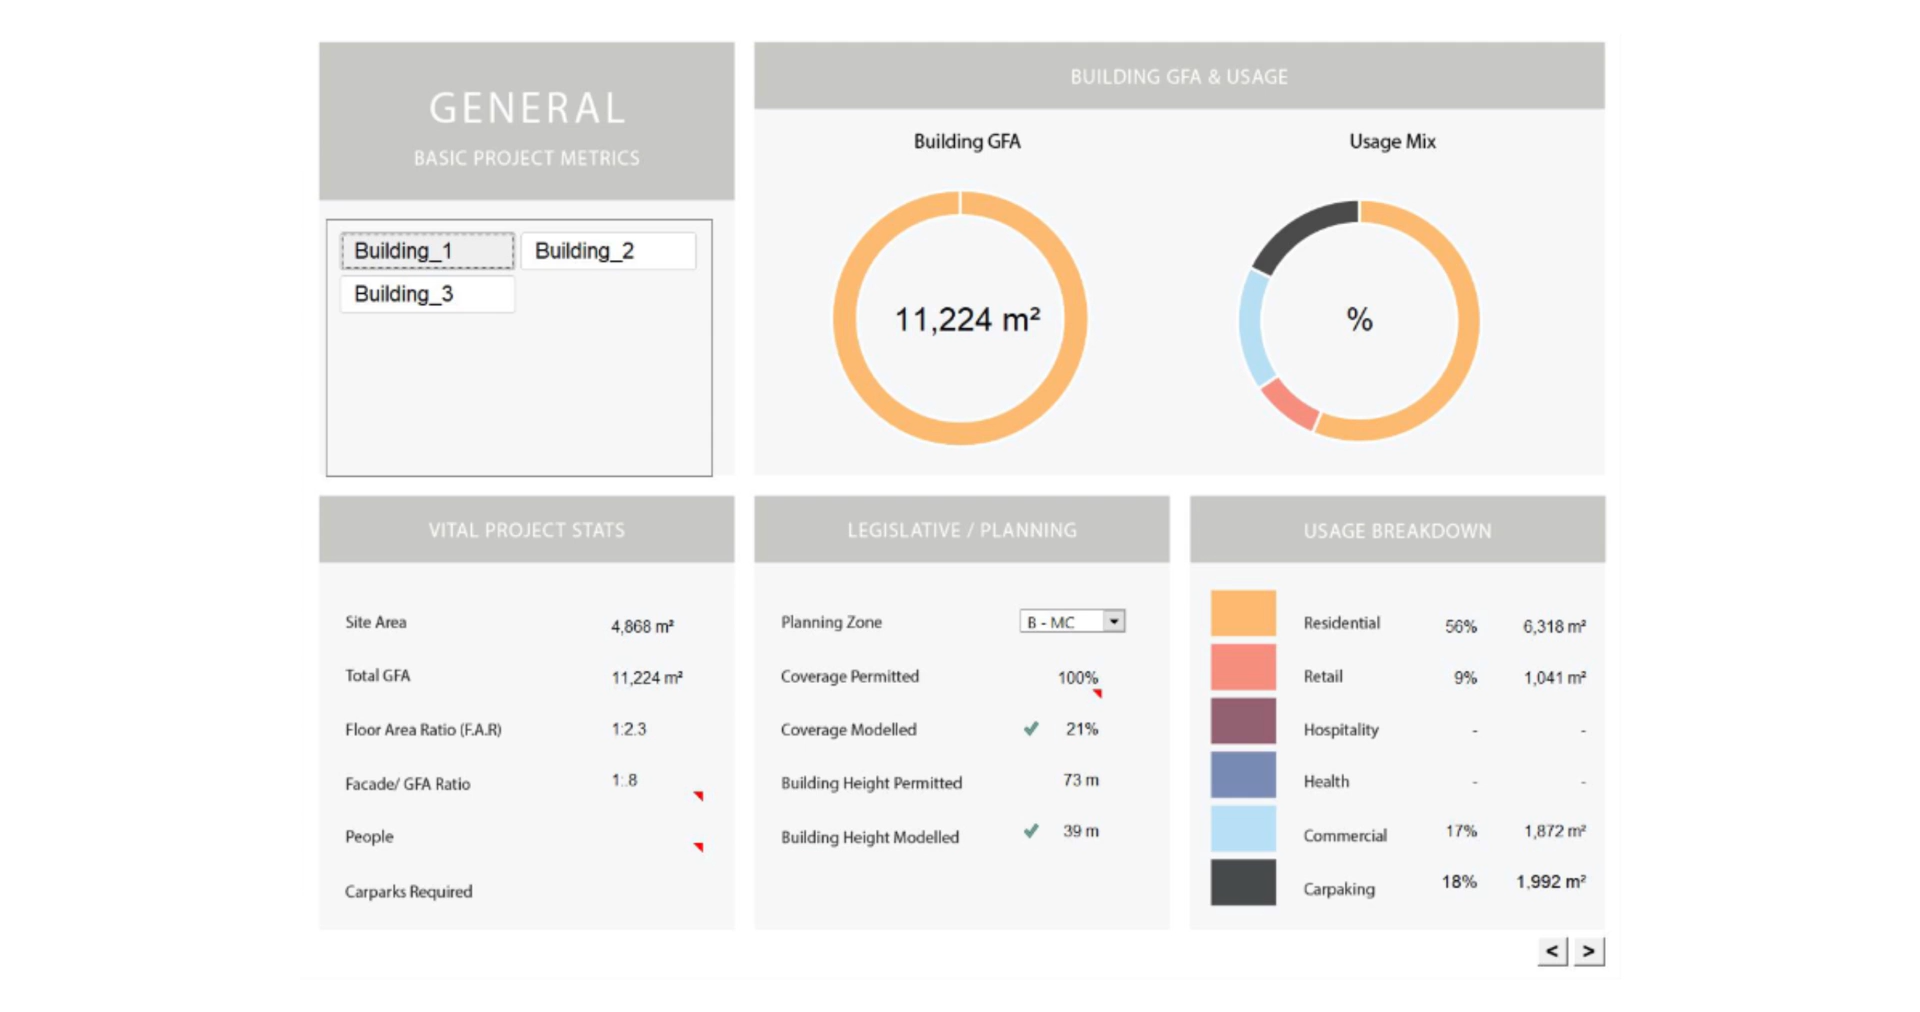 GENERAL
BASIC PROJECT METRICS
Building_1 Building_2
Building_3
BUILDING GFA & USAGE
Building GFA Usage Mix
11,224 m² %
VITAL PROJECT STATS
Site Area 4,868 m²
Total GFA 11,224 m²
Floor Area Ratio (F.A.R) 1:2.3
Facade/ GFA Ratio 1:.8
People
Carparks Required
LEGISLATIVE / PLANNING
Planning Zone B - MC
Coverage Permitted 100%
Coverage Modelled 21%
Building Height Permitted 73 m
Building Height Modelled 39 m
USAGE BREAKDOWN
Residential 56% 6,318 m²
Retail 9% 1,041 m²
Hospitality - -
Health - -
Commercial 17% 1,872 m²
Carpaking 18% 1,992 m²
< >